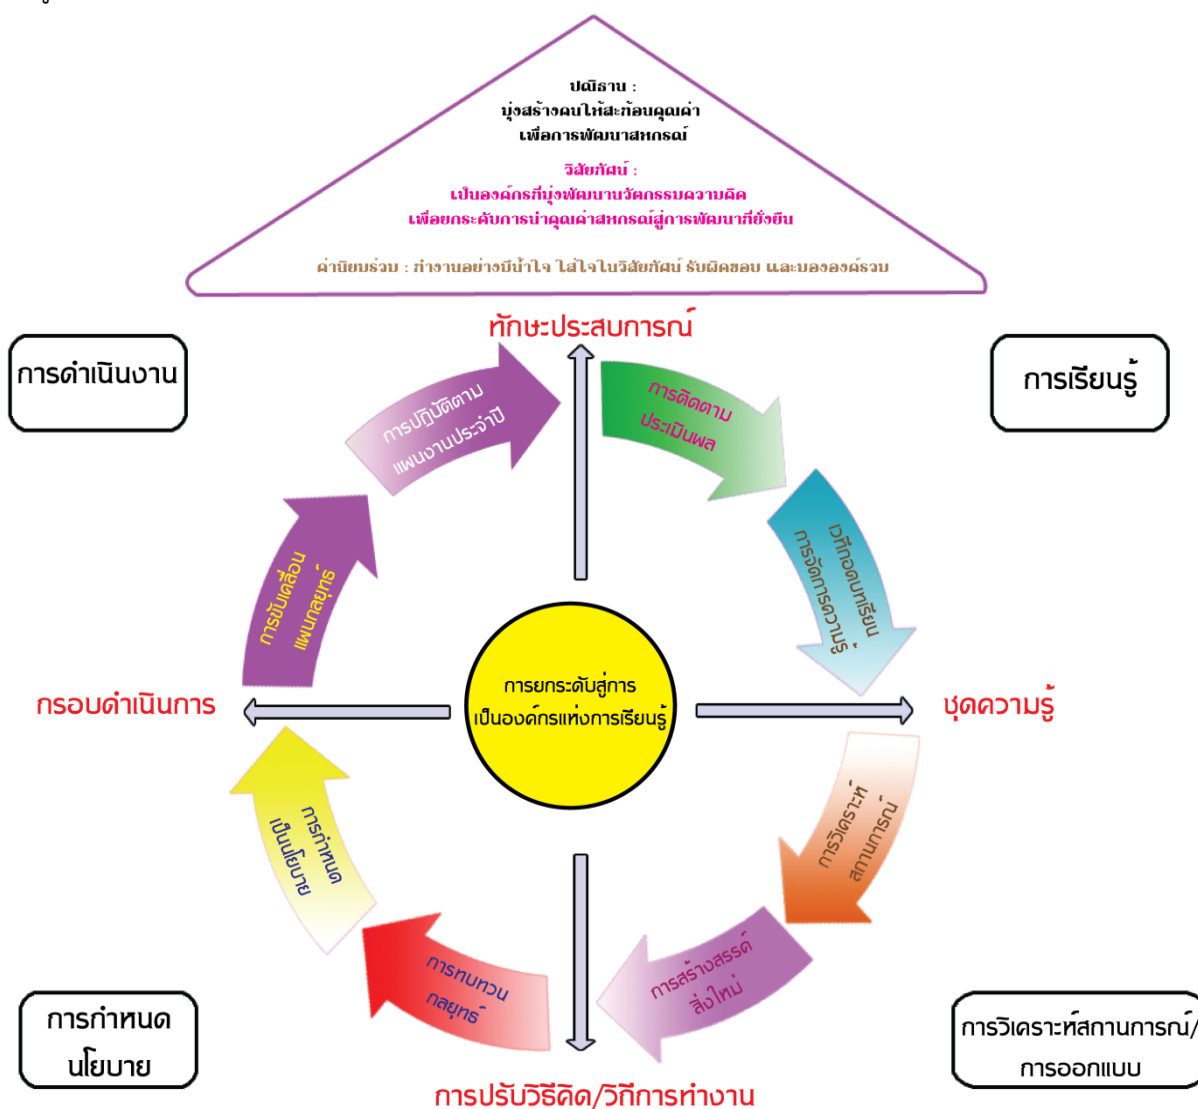 ปณิธาน :
มุ่งสร้างคนให้สะท้อนคุณค่า
เพื่อการพัฒนาสหกรณ์
วิสัยทัศน์ :
เป็นองค์กรที่มุ่งพัฒนานวัตกรรมความคิด
เพื่อยกระดับการนำคุณค่าสหกรณ์สู่การพัฒนาที่ยั่งยืน
ค่านิยมร่วม : ทำงานอย่างมีน้ำใจ ใส่ใจในวิสัยทัศน์ รับผิดชอบ และมององค์รวม
ทักษะประสบการณ์
การดำเนินงาน
การเรียนรู้
การปฏิบัติตาม
แผนงานประจำปี
การติดตาม
ประเมินผล
การขับเคลื่อน
แผนกลยุทธ์
เวทีถอดบทเรียน
การจัดการความรู้
การยกระดับสู่การ
เป็นองค์กรแห่งการเรียนรู้
กรอบดำเนินการ
ชุดความรู้
การกำหนด
เป็นนโยบาย
การวิเคราะห์
สถานการณ์
การทบทวน
กลยุทธ์
การสร้างสรรค์
สิ่งใหม่
การกำหนด
นโยบาย
การวิเคราะห์สถานการณ์/
การออกแบบ
การปรับวิธีคิด/วิถีการทำงาน